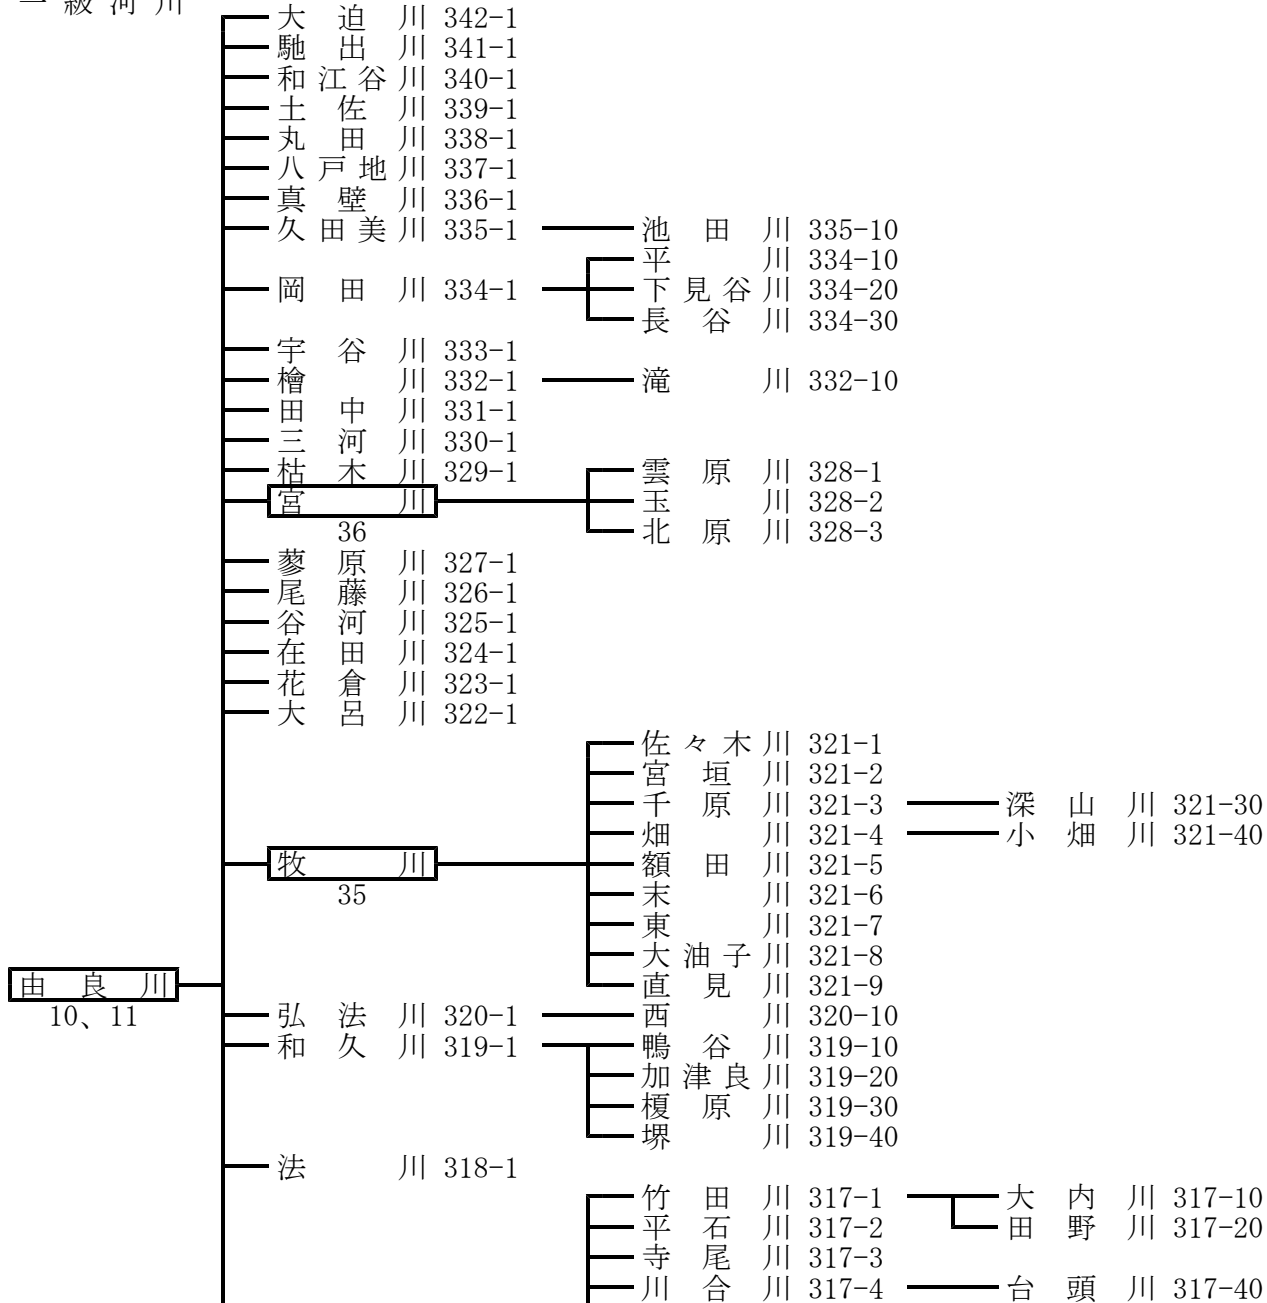 一級河川
大迫川 342-1
馳出川 341-1
和江谷川 340-1
土佐川 339-1
丸田川 338-1
八戸地川 337-1
真壁川 336-1
久田美川 335-1 池田川 335-10
平川 334-10
岡田川 334-1 下見谷川 334-20
長谷川 334-30
宇谷川 333-1
檜川 332-1 滝川 332-10
田中川 331-1
三河川 330-1
枯木川 329-1 雲原川 328-1
宮川 玉川 328-2
36 北原川 328-3
蓼原川 327-1
尾藤川 326-1
谷河川 325-1
在田川 324-1
花倉川 323-1
大呂川 322-1
佐々木川 321-1
宮垣川 321-2
千原川 321-3 深山川 321-30
畑川 321-4 小畑川 321-40
牧川 額田川 321-5
35 末川 321-6
東川 321-7
大油子川 321-8
由良川 直見川 321-9
10、11 弘法川 320-1 西川 320-10
和久川 319-1 鴨谷川 319-10
加津良川 319-20
榎原川 319-30
堺川 319-40
法川 318-1
竹田川 317-1 大内川 317-10
平石川 317-2 田野川 317-20
寺尾川 317-3
川合川 317-4 台頭川 317-40